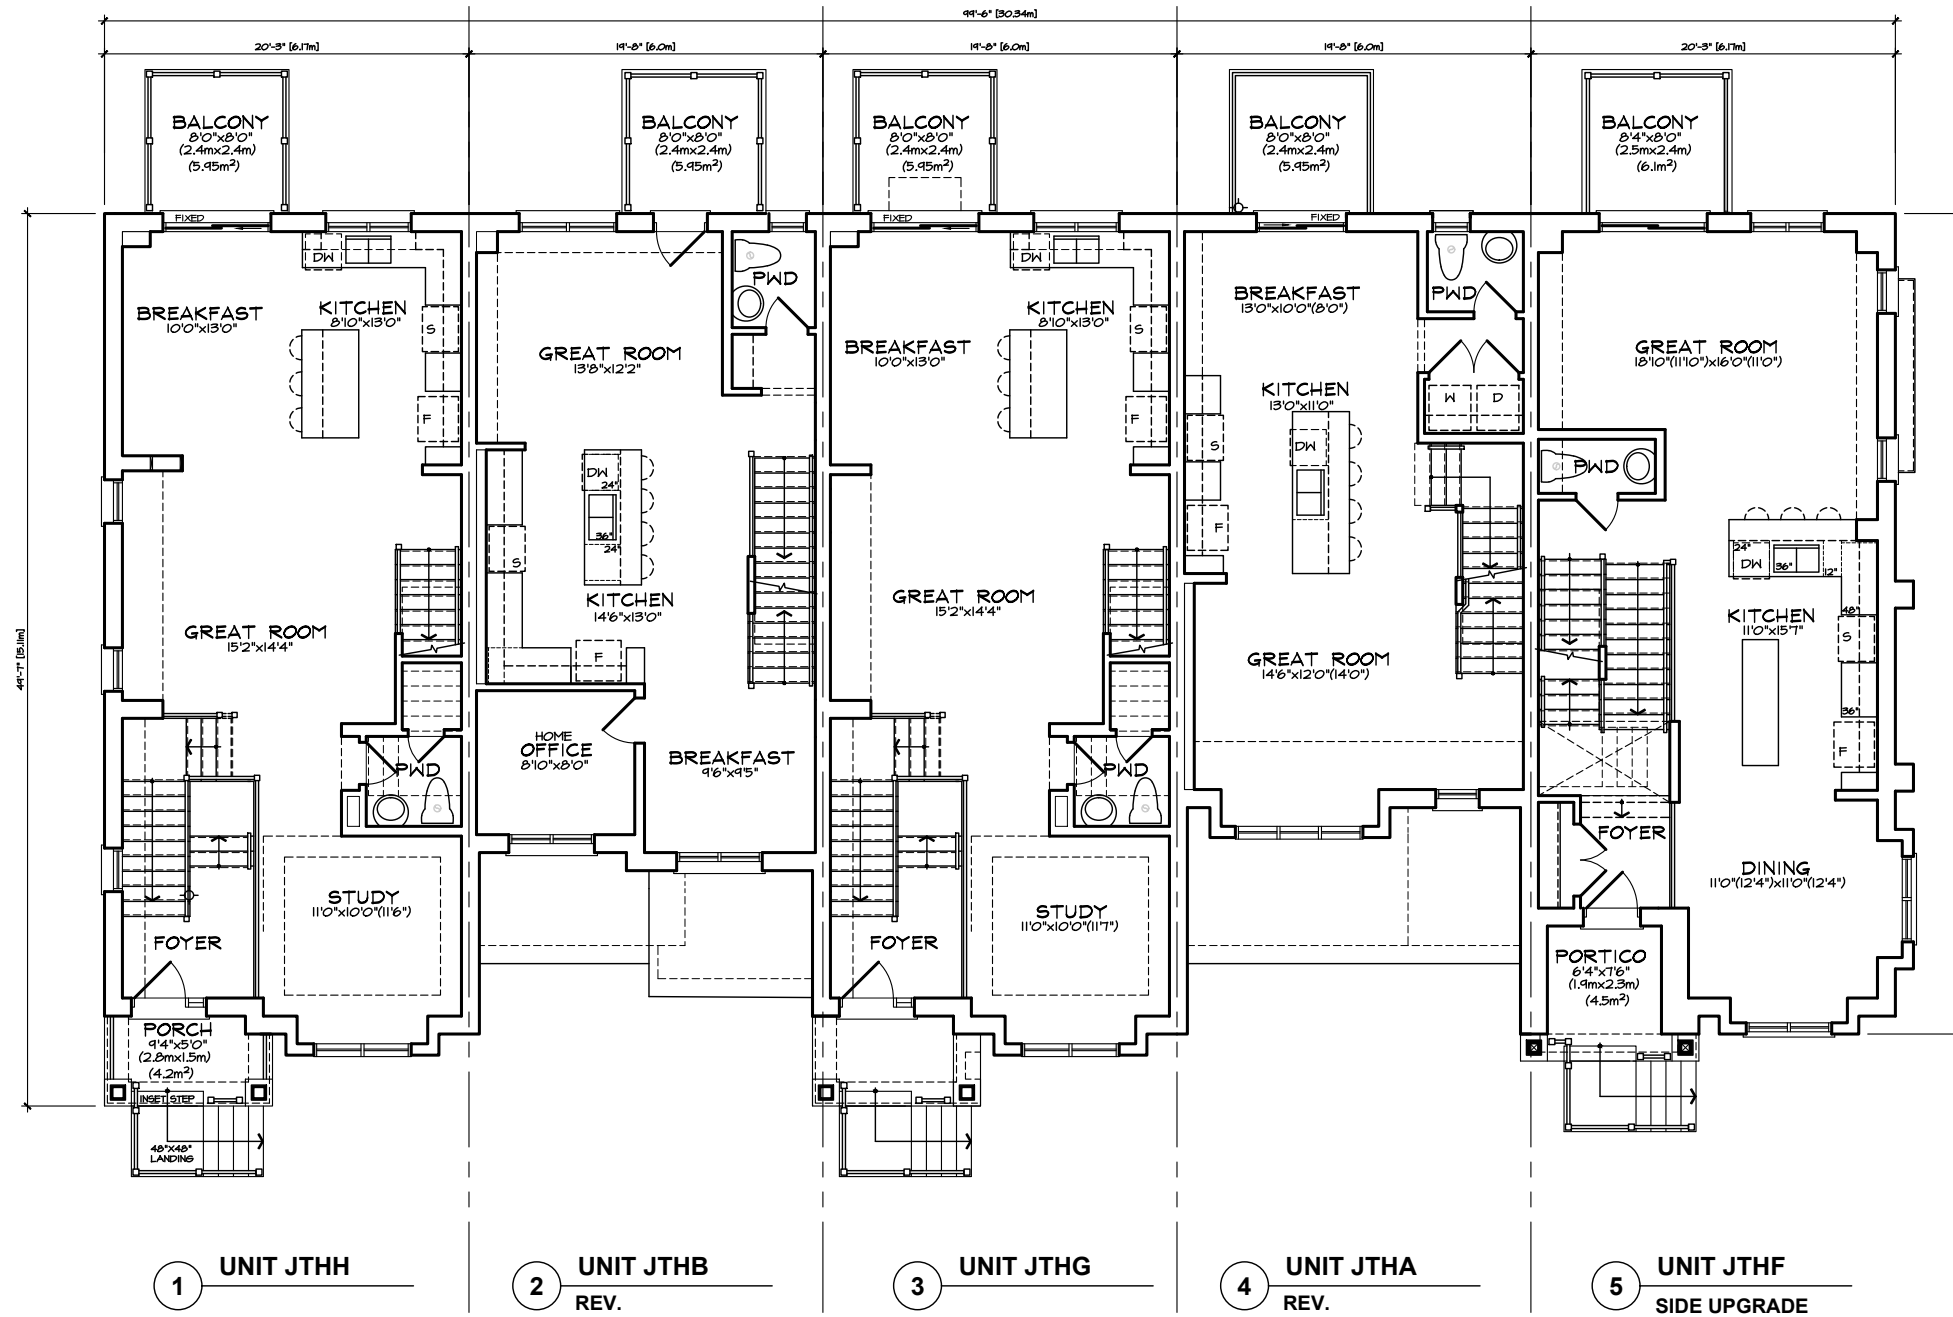 99'-6" [30.34m]
20'-3" [6.17m]
19'-8" [6.0m]
19'-8" [6.0m]
19'-8" [6.0m]
20'-3" [6.17m]
49'-7" [15.11m]
BALCONY
8'0"x8'0"
(2.4mx2.4m)
(5.95m²)
FIXED
DW
BREAKFAST
10'0"x13'0"
KITCHEN
8'10"x13'0"
S
F
GREAT ROOM
15'2"x14'4"
PWD
STUDY
11'0"x10'0"(11'6")
FOYER
PORCH
9'4"x5'0"
(2.8mx1.5m)
(4.2m²)
INSET STEP
48"X48"
LANDING
BALCONY
8'0"x8'0"
(2.4mx2.4m)
(5.95m²)
PWD
GREAT ROOM
13'8"x12'2"
DW
24"
36"
24"
S
KITCHEN
14'6"x13'0"
F
HOME
OFFICE
8'10"x8'0"
BREAKFAST
9'6"x9'5"
BALCONY
8'0"x8'0"
(2.4mx2.4m)
(5.95m²)
FIXED
DW
KITCHEN
8'10"x13'0"
BREAKFAST
10'0"x13'0"
S
F
GREAT ROOM
15'2"x14'4"
PWD
STUDY
11'0"x10'0"(11'7")
FOYER
BALCONY
8'0"x8'0"
(2.4mx2.4m)
(5.95m²)
FIXED
BREAKFAST
13'0"x10'0"(8'0")
PWD
KITCHEN
13'0"x11'0"
W
D
DW
S
F
GREAT ROOM
14'6"x12'0"(14'0")
BALCONY
8'4"x8'0"
(2.5mx2.4m)
(6.1m²)
GREAT ROOM
18'10"(11'10")x16'0"(11'0")
PWD
24"
DW
36"
12"
KITCHEN
11'0"x15'7"
48"
S
36"
F
FOYER
DINING
11'0"(12'4")x11'0"(12'4")
PORTICO
6'4"x7'6"
(1.9mx2.3m)
(4.5m²)
1
UNIT JTHH
2
UNIT JTHB
REV.
3
UNIT JTHG
4
UNIT JTHA
REV.
5
UNIT JTHF
SIDE UPGRADE